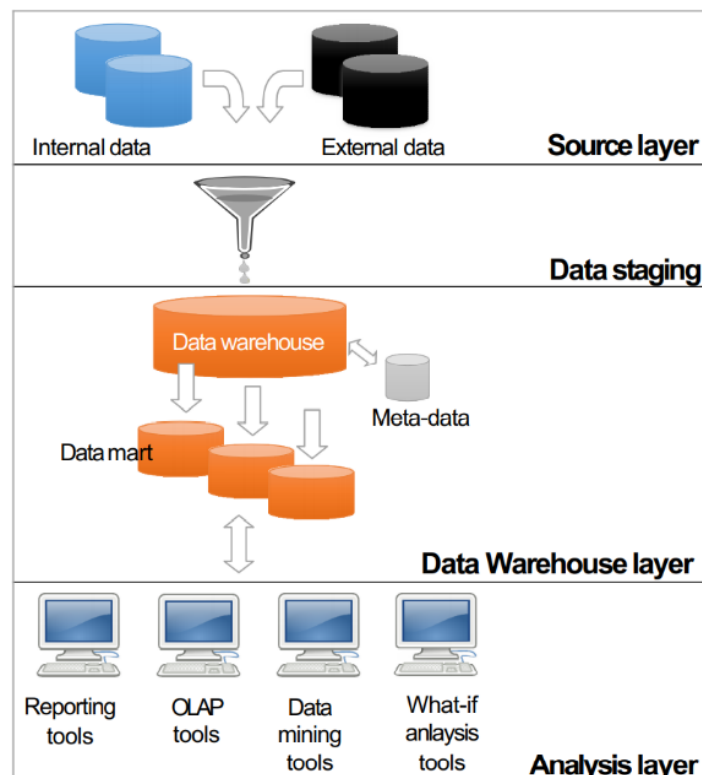 Internal data
External data
Source layer
Data staging
Data warehouse
Meta-data
Data mart
Data Warehouse layer
Reporting
tools
OLAP
tools
Data
mining
tools
What-if
anlaysis
tools
Analysis layer